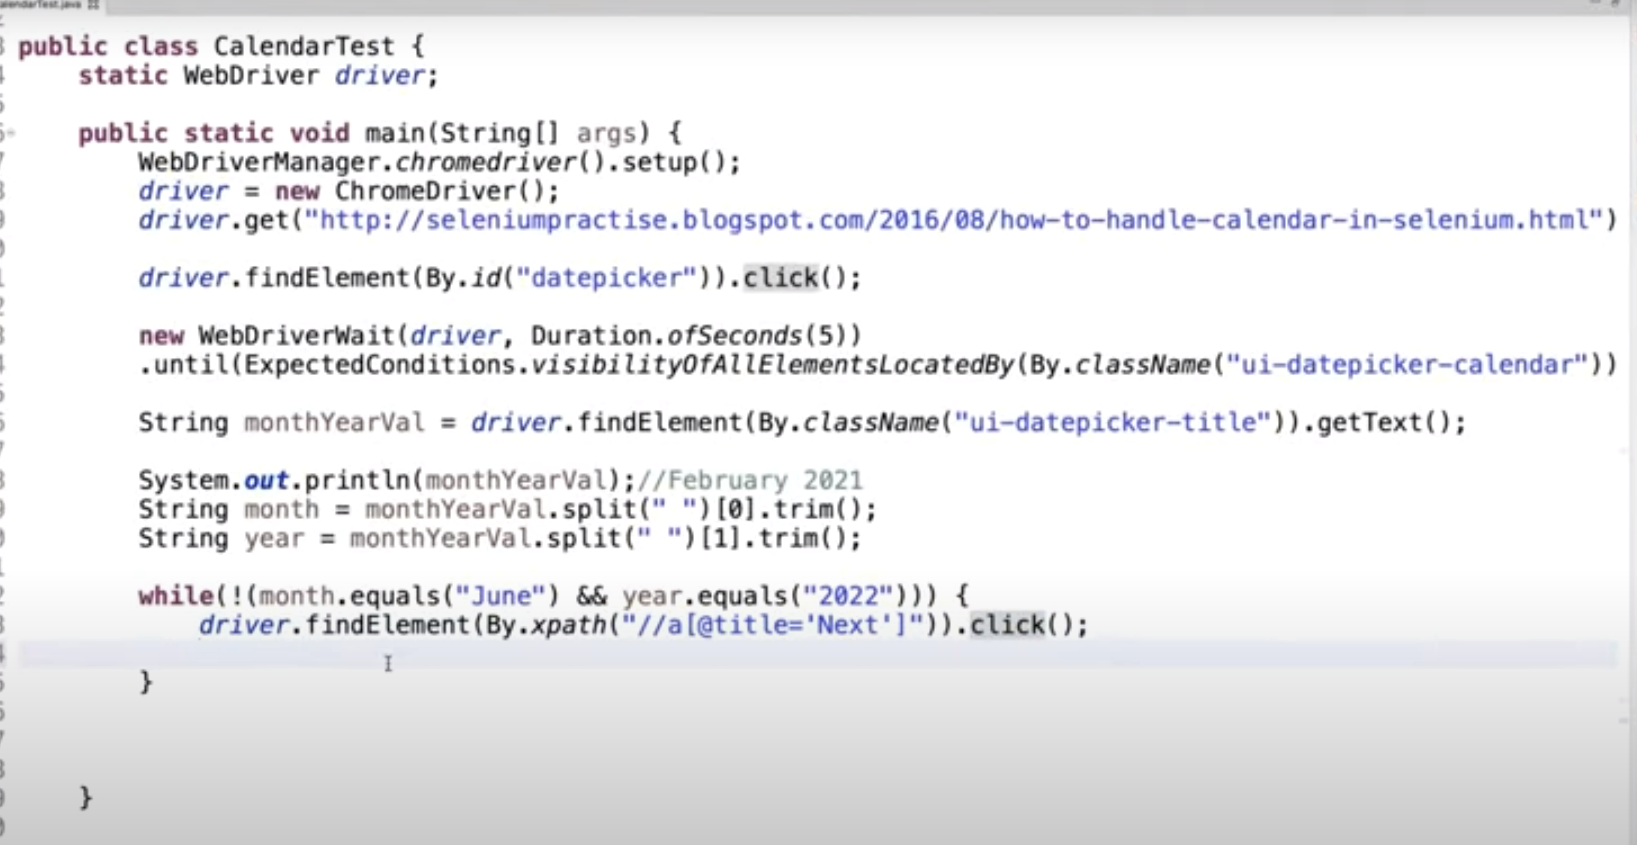 public class CalendarTest {
static WebDriver driver;
public static void main(String[] args) {
WebDriverManager.chromedriver().setup();
driver = new ChromeDriver();
driver.get("http://seleniumpractise.blogspot.com/2016/08/how-to-handle-calendar-in-selenium.html")
driver.findElement(By.id("datepicker")).click();
new WebDriverWait(driver, Duration.ofSeconds(5))
.until(ExpectedConditions.visibilityOfAllElementsLocatedBy(By.className("ui-datepicker-calendar"))
String monthYearVal = driver.findElement(By.className("ui-datepicker-title")).getText();
System.out.println(monthYearVal);//February 2021
String month = monthYearVal.split(" ")[0].trim();
String year = monthYearVal.split(" ")[1].trim();
while(!(month.equals("June") && year.equals("2022"))) {
driver.findElement(By.xpath("//a[@title='Next']")).click();
}
}